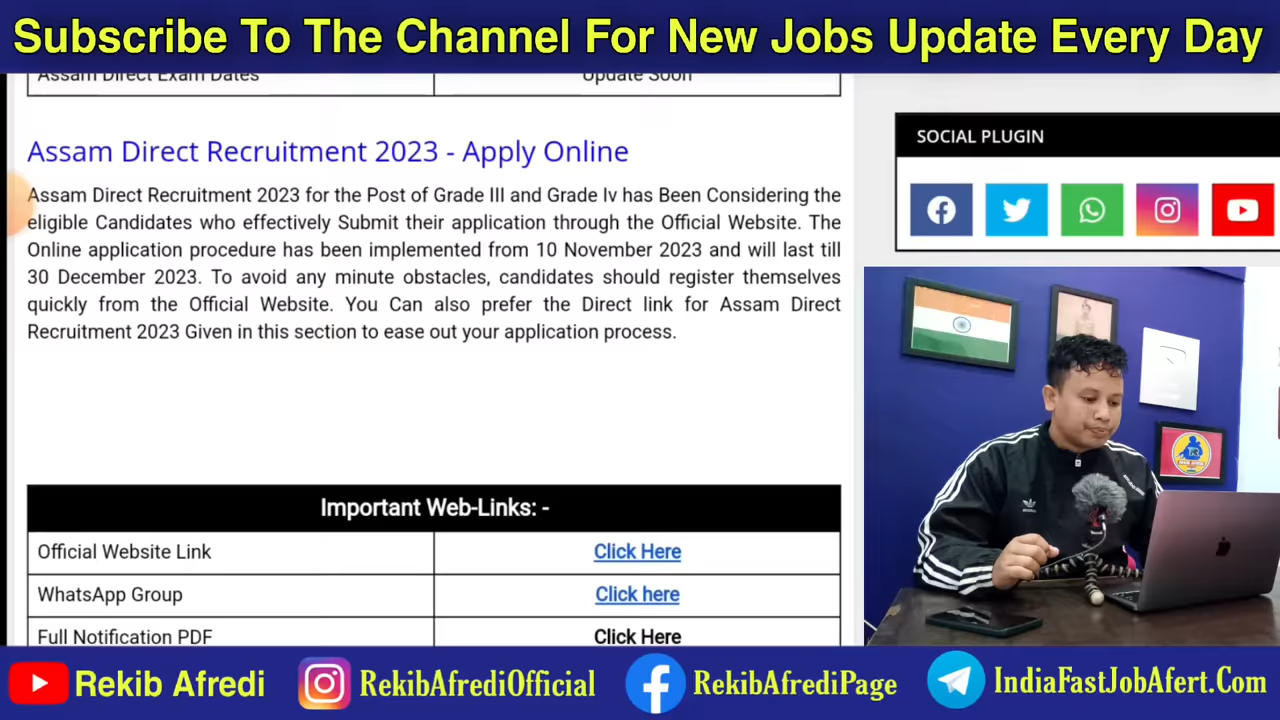 Subscribe To The Channel For New Jobs Update Every Day
Assam Direct Exam Dates
Update Soon
Assam Direct Recruitment 2023 - Apply Online
Assam Direct Recruitment 2023 for the Post of Grade III and Grade Iv has Been Considering the
eligible Candidates who effectively Submit their application through the Official Website. The
Online application procedure has been implemented from 10 November 2023 and will last till
30 December 2023. To avoid any minute obstacles, candidates should register themselves
quickly from the Official Website. You Can also prefer the Direct link for Assam Direct
Recruitment 2023 Given in this section to ease out your application process.
Important Web-Links: -
Official Website Link
Click Here
WhatsApp Group
Click here
Full Notification PDF
Click Here
SOCIAL PLUGIN
Rekib Afredi
RekibAfrediOfficial
RekibAfrediPage
IndiaFastJobAfert.Com